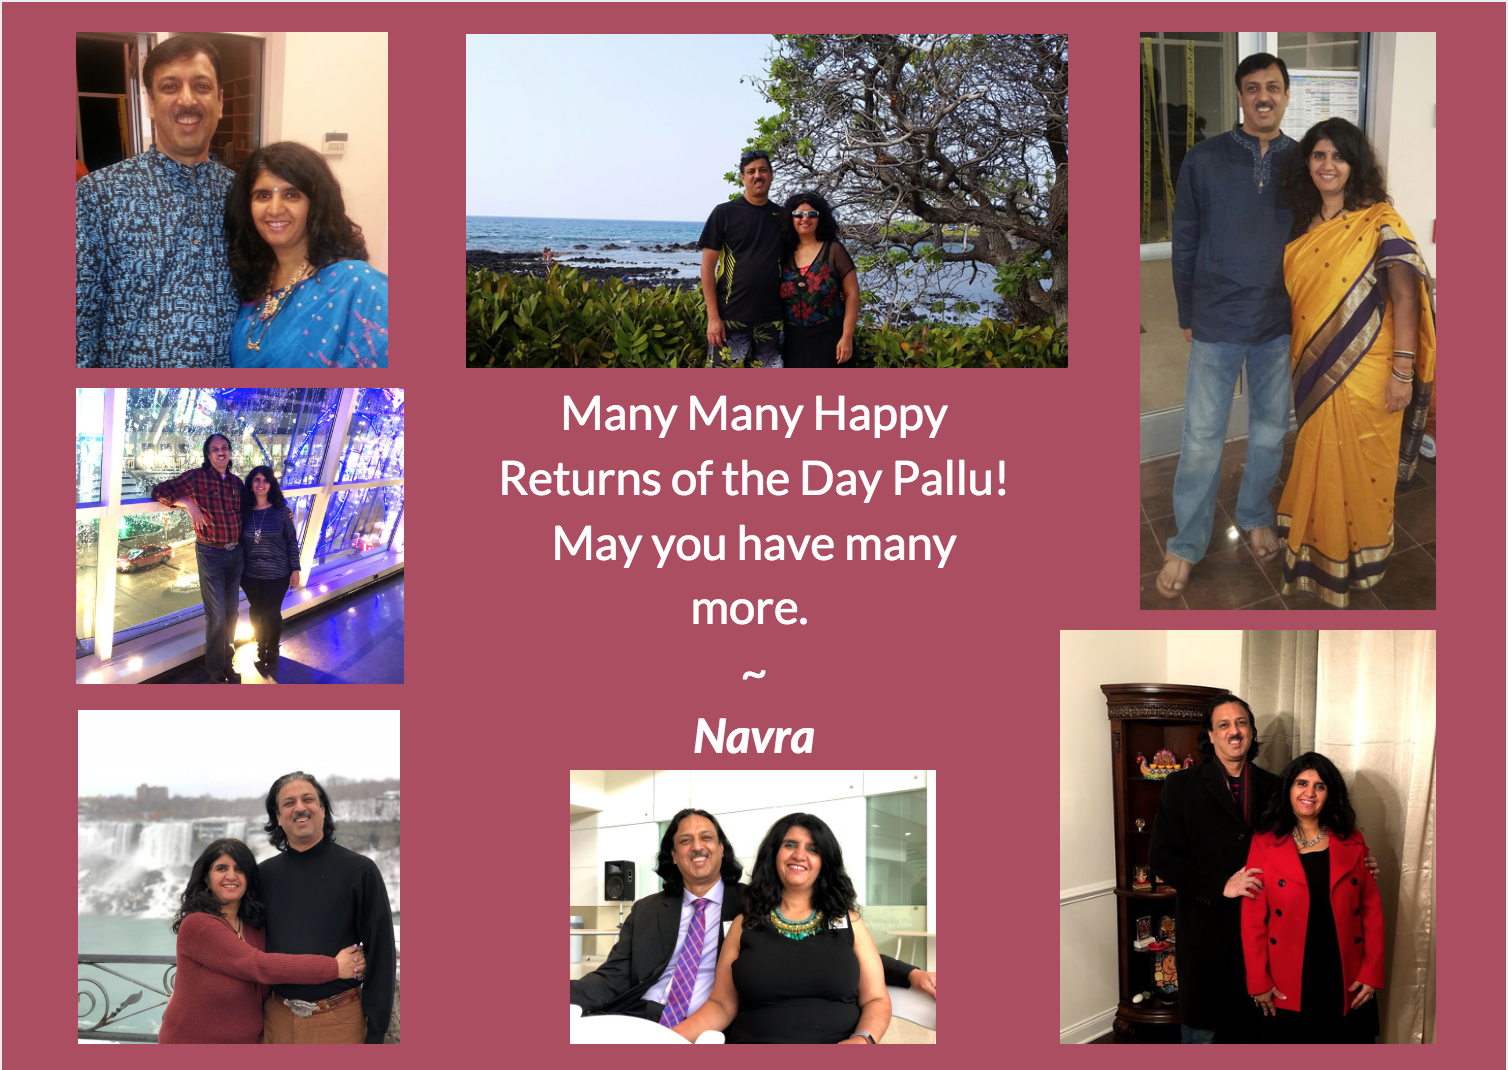 Many Many Happy
Returns of the Day Pallu!
May you have many
more.
~
Navra